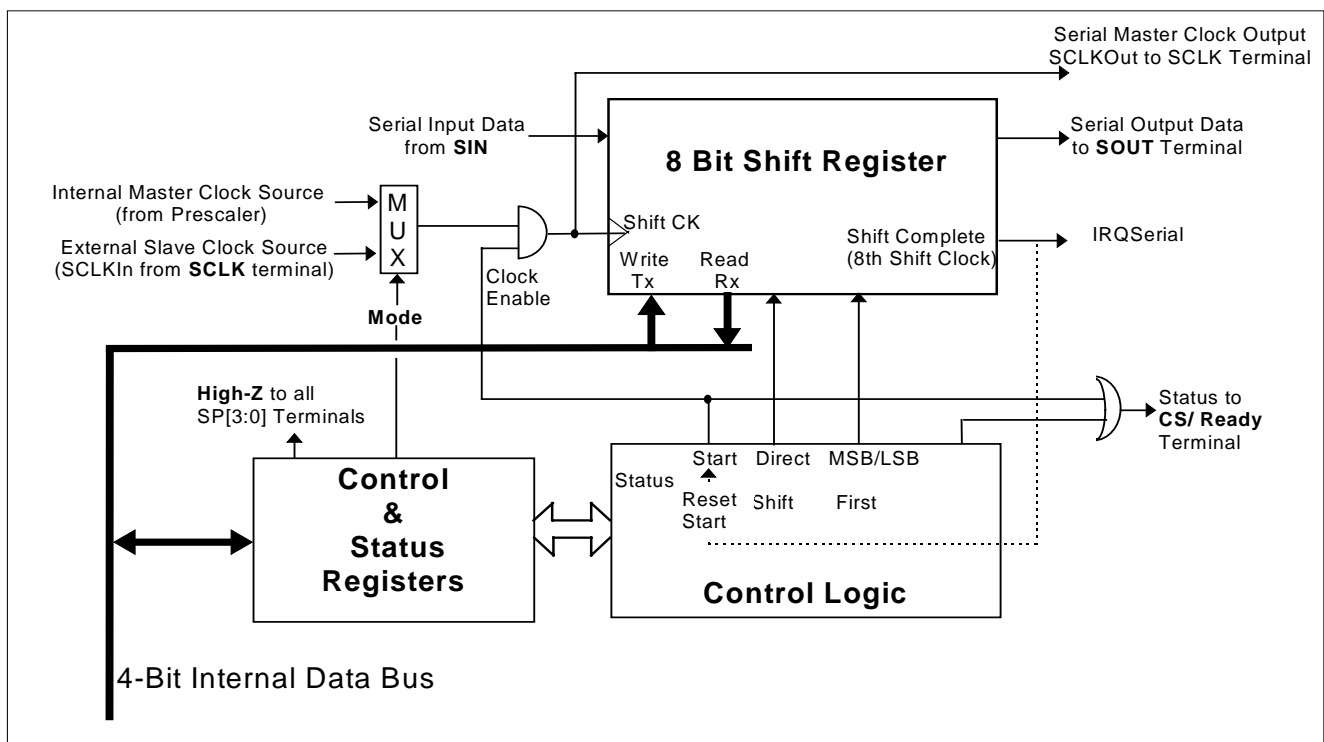 Serial Master Clock Output
SCLKOut to SCLK Terminal
Serial Input Data
from SIN
Serial Output Data
to SOUT Terminal
8 Bit Shift Register
Internal Master Clock Source
(from Prescaler)
M
U
X
External Slave Clock Source
(SCLKIn from SCLK terminal)
Shift CK
Shift Complete
(8th Shift Clock)
IRQSerial
Write
Tx
Read
Rx
Clock
Enable
Mode
High-Z to all
SP[3:0] Terminals
Status to
CS/ Ready
Terminal
Control
&
Status
Registers
Start
Direct
MSB/LSB
Status
Reset
Start
Shift
First
Control Logic
4-Bit Internal Data Bus